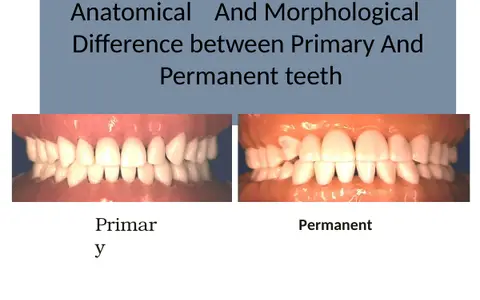 Anatomical And Morphological
Difference between Primary And
Permanent teeth
Primar
y
Permanent